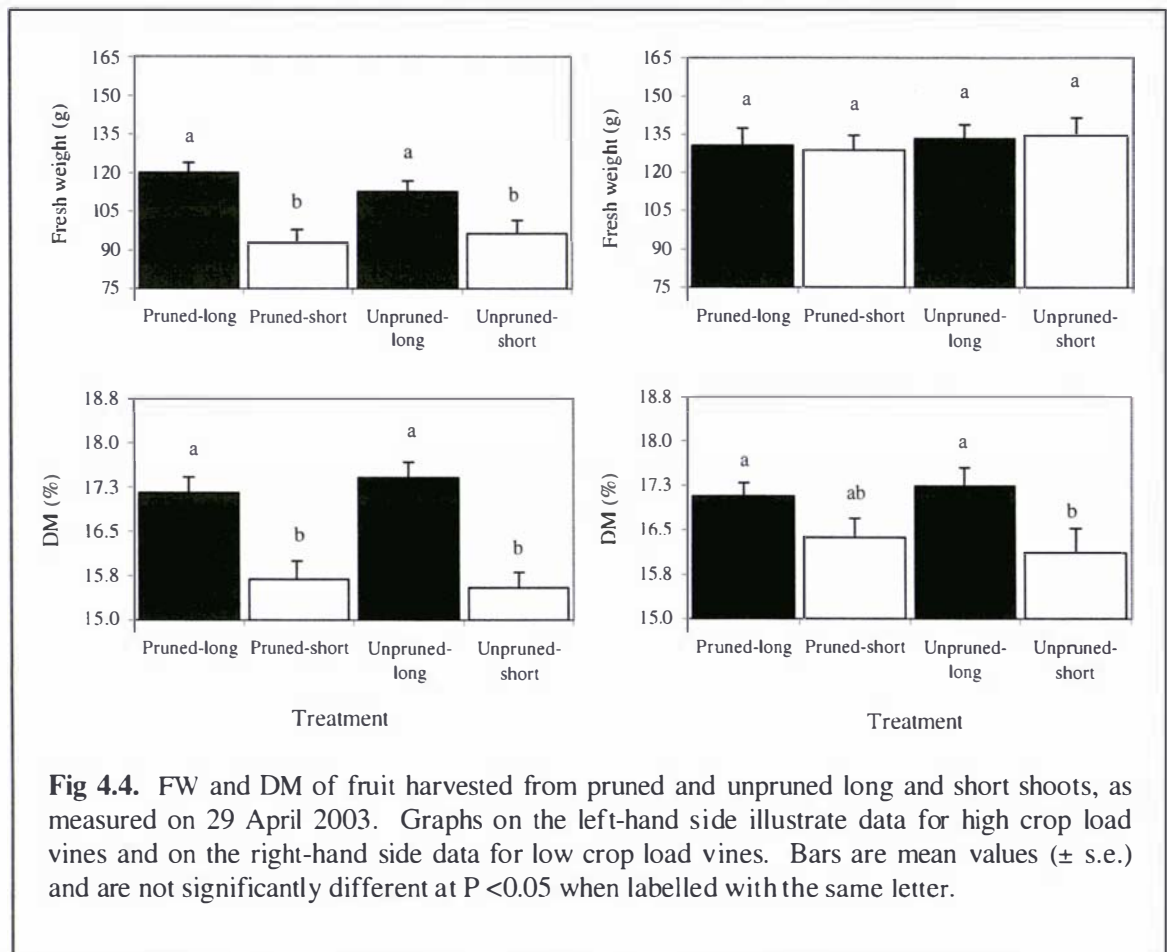 165
150
135
120
105
90
75
Fresh weight (g)
a
b
a
b
Pruned-long Pruned-short Unpruned- Unpruned-
long short
165
150
135
120
105
90
75
Fresh weight (g)
a
a
a
a
Pruned-long Pruned-short Unpruned- Unpruned-
long short
18.8
18.0
17.3
16.5
15.8
15.0
DM (%)
a
b
a
b
Pruned-long Pruned-short Unpruned- Unpruned-
long short
Treatment
18.8
18.0
17.3
16.5
15.8
15.0
DM (%)
a
ab
a
b
Pruned-long Pruned-short Unpruned- Unpruned-
long short
Treatment
Fig 4.4. FW and DM of fruit harvested from pruned and unpruned long and short shoots, as
measured on 29 April 2003. Graphs on the left-hand side illustrate data for high crop load
vines and on the right-hand side data for low crop load vines. Bars are mean values (± s.e.)
and are not significantly different at P <0.05 when labelled with the same letter.